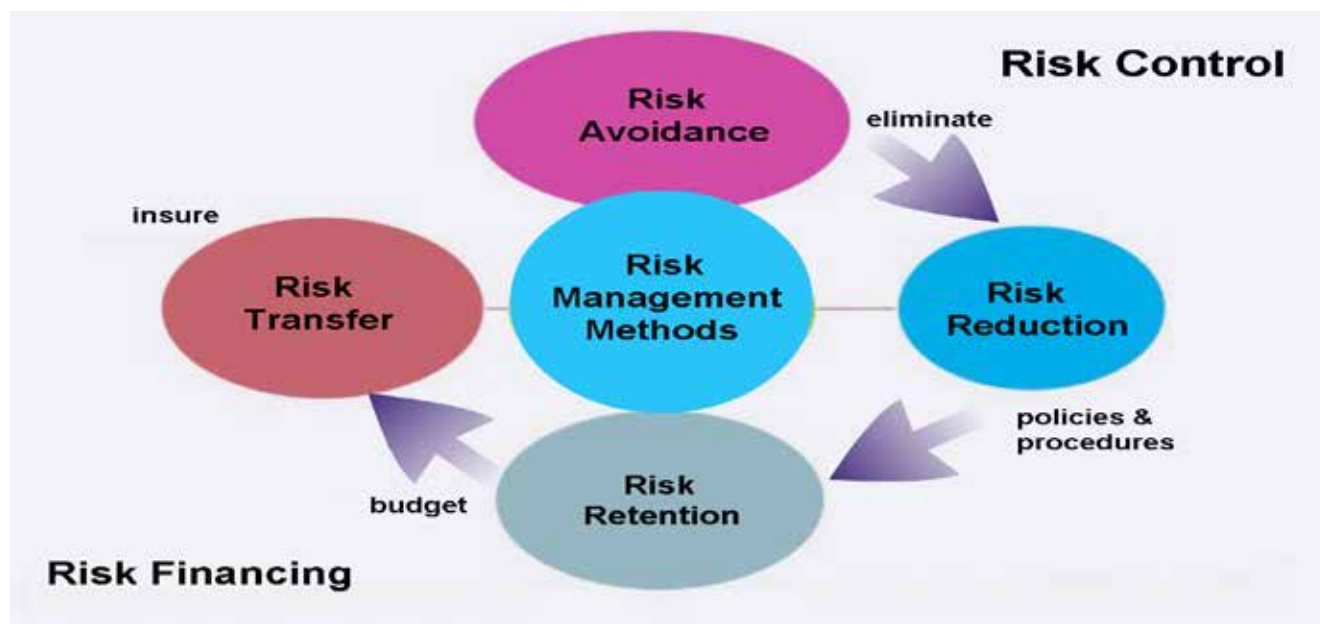 Risk Control
Risk
Avoidance
eliminate
insure
Risk
Transfer
Risk
Management
Methods
Risk
Reduction
policies &
procedures
Risk
Retention
budget
Risk Financing